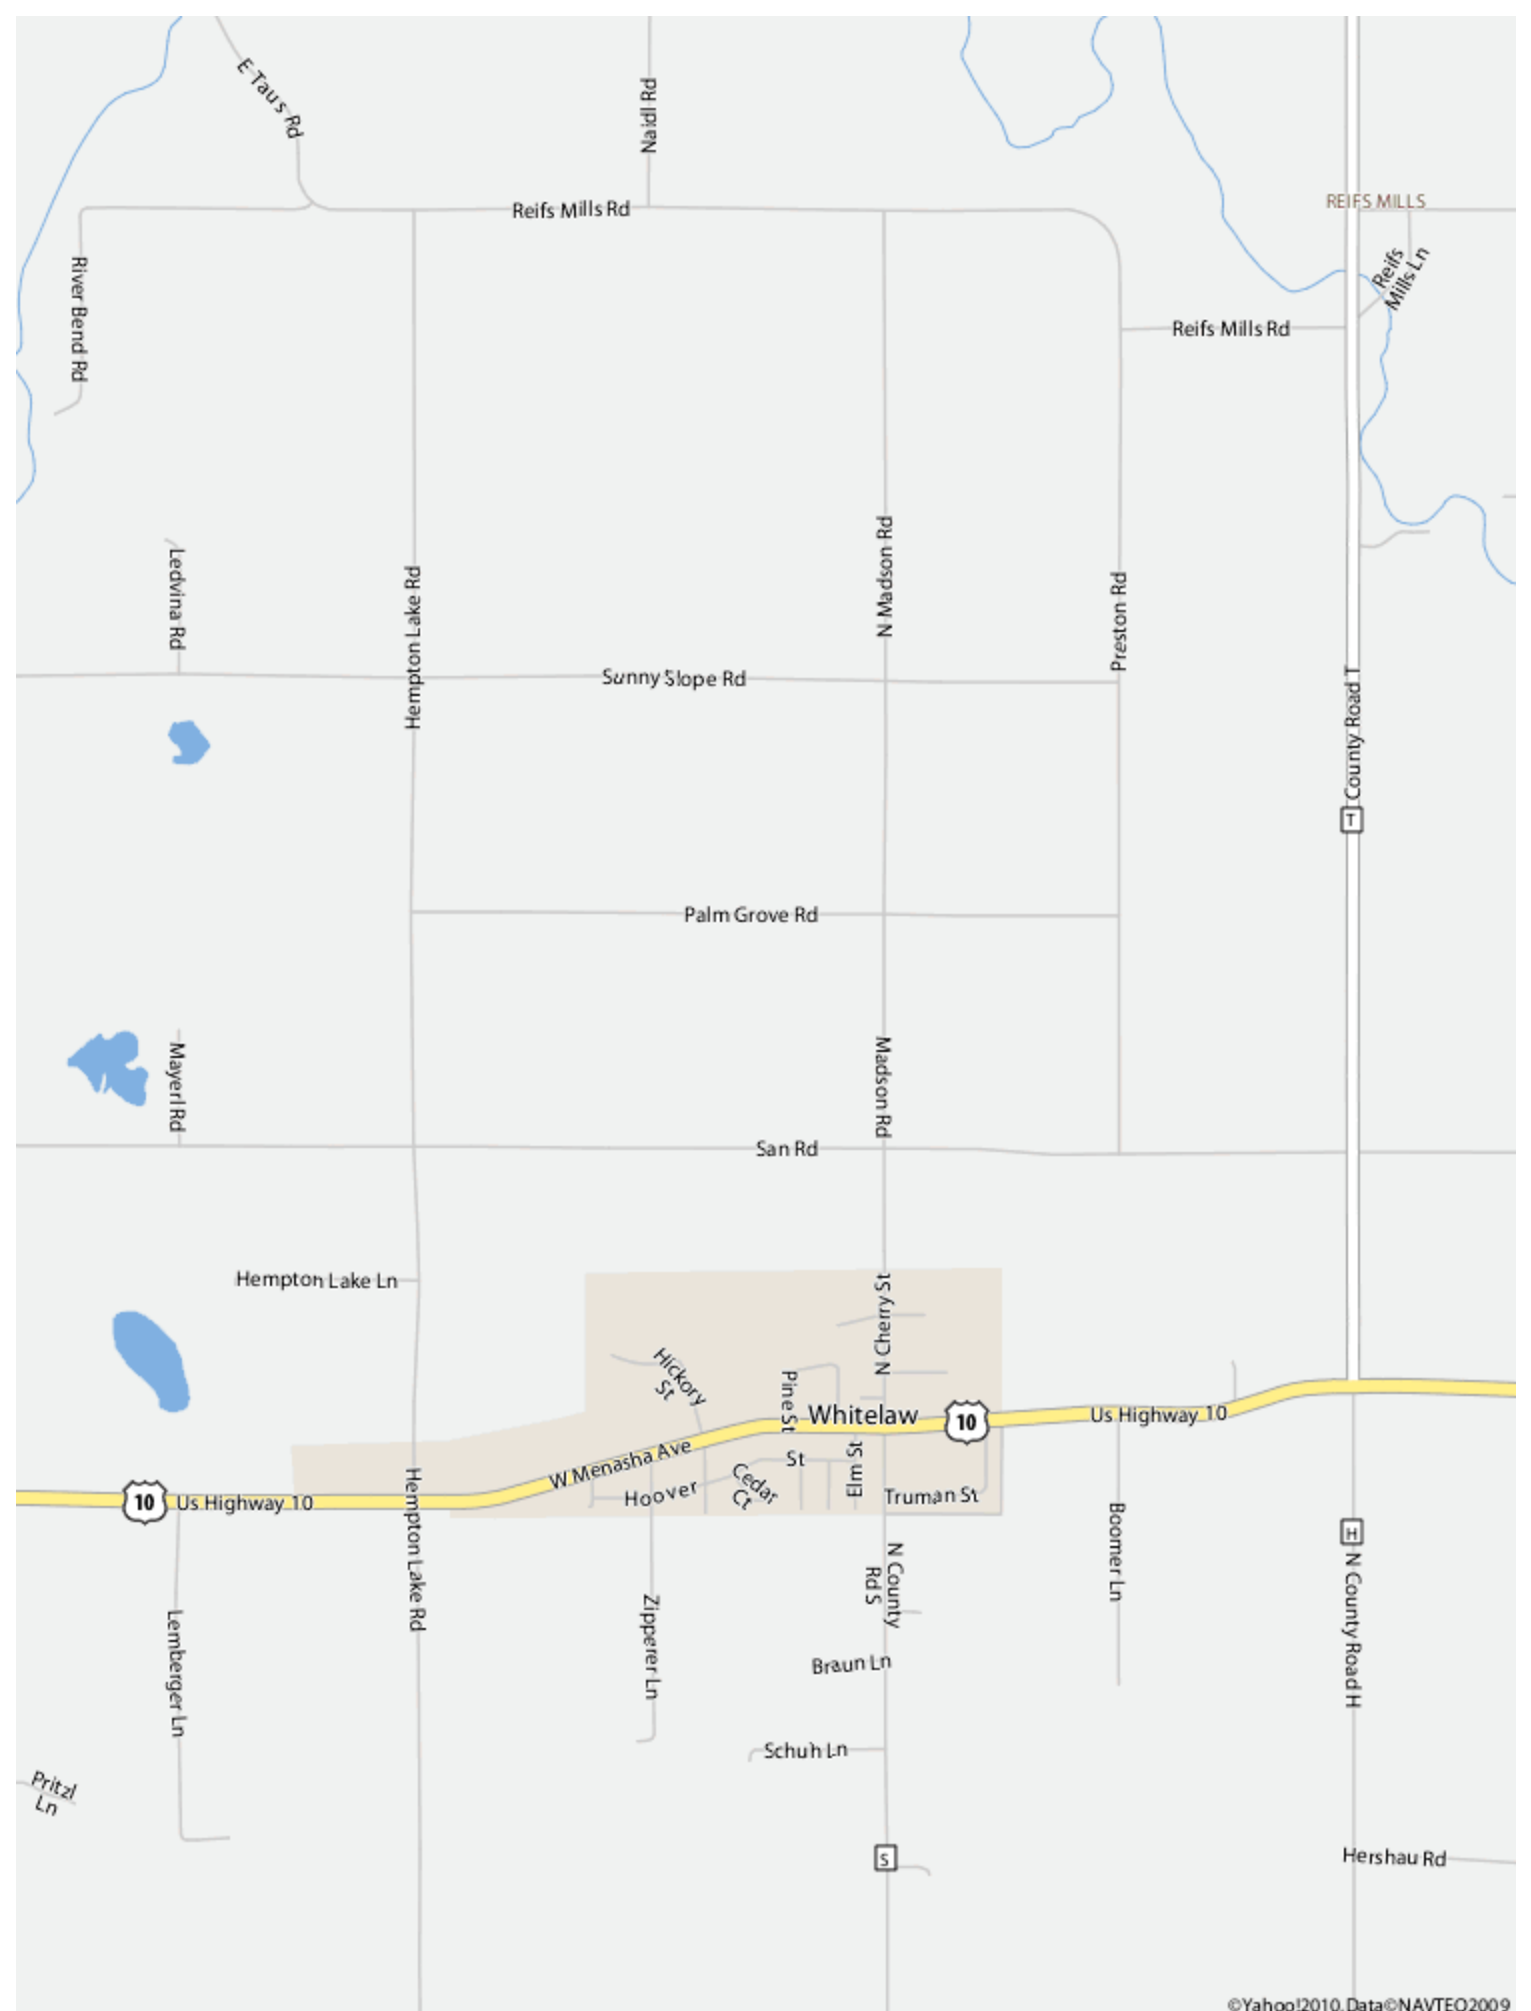 E Taus Rd
Naidl Rd
Reifs Mills Rd
REIFS MILLS
Reifs
Mills Ln
River Bend Rd
Reifs Mills Rd
Ledvina Rd
Hempton Lake Rd
N Madson Rd
Preston Rd
Sunny Slope Rd
County Road T
T
Palm Grove Rd
Mayerl Rd
Madson Rd
San Rd
Hempton Lake Ln
N Cherry St
Hickory
St
Pine St
Whitelaw
10
Us Highway 10
W Menasha Ave
Elm St
St
Cedar
Ct
Hoover
Truman St
10
Us Highway 10
Hempton Lake Rd
Boomer Ln
H
N County Road H
N County
Rd S
Zipperer Ln
Lemberger Ln
Braun Ln
Schuh Ln
Pritzl
Ln
S
Hershau Rd
©Yahoo!2010, Data©NAVTEQ2009